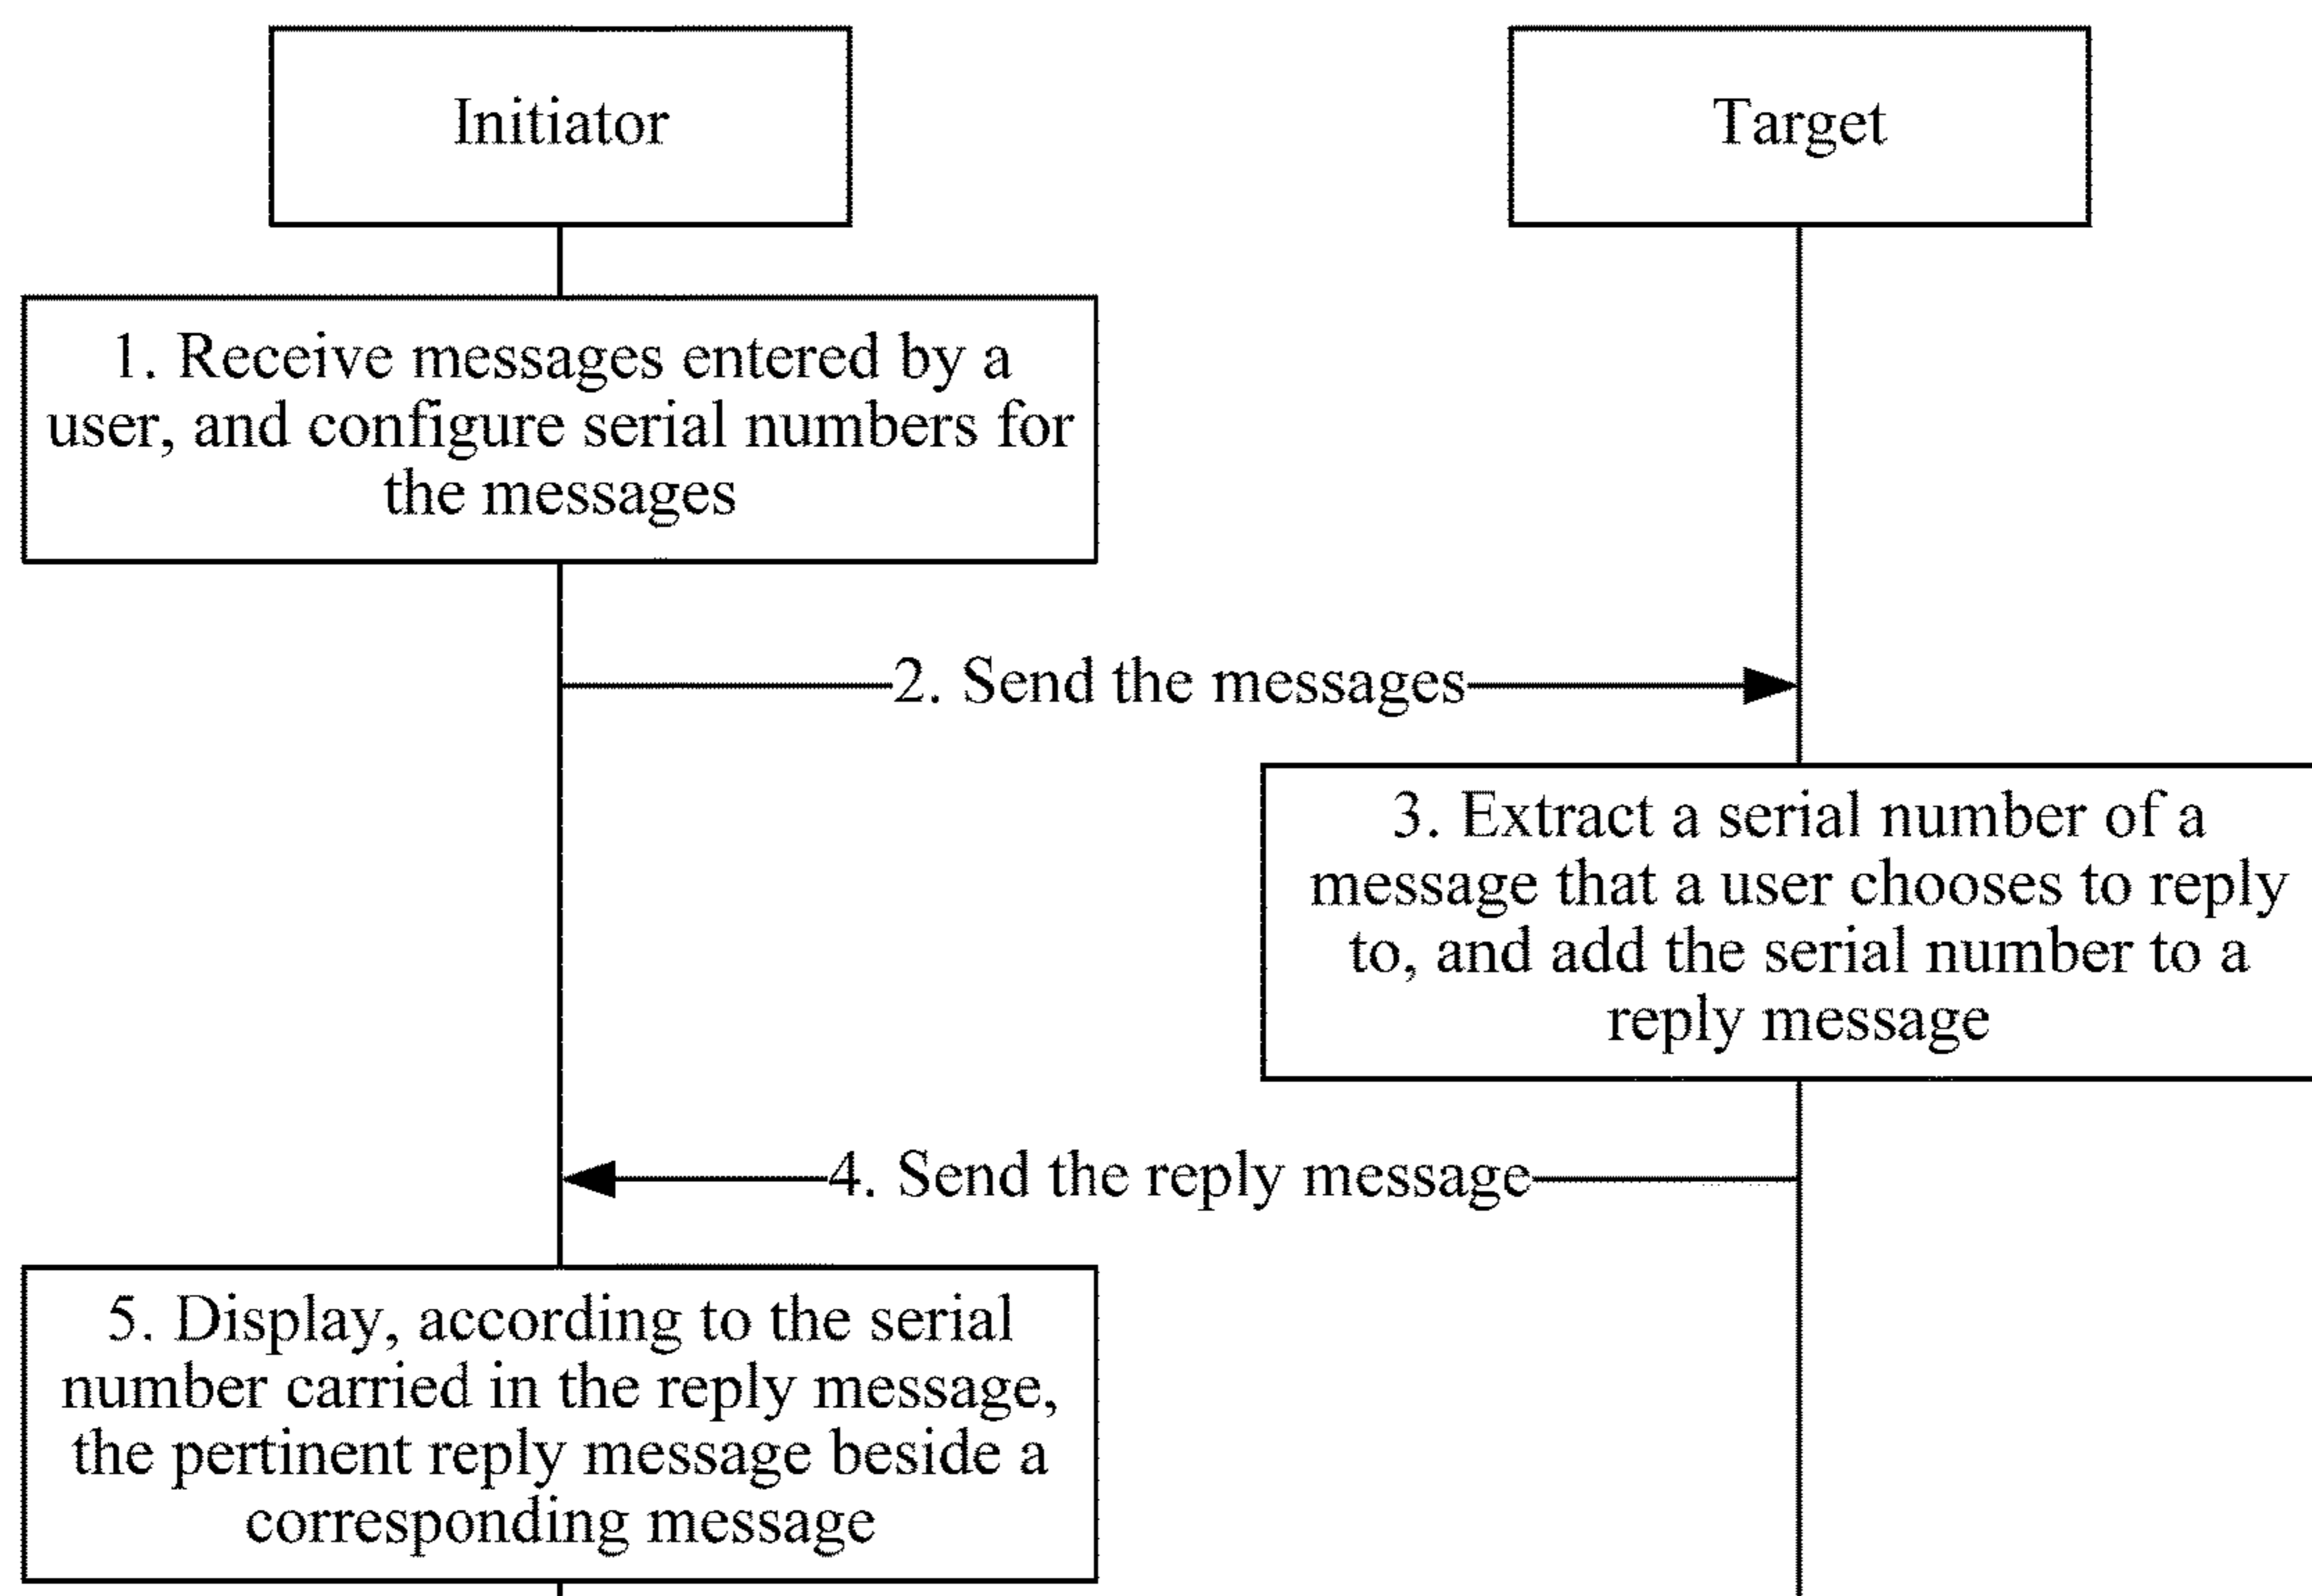 Initiator
Target
1. Receive messages entered by a
user, and configure serial numbers for
the messages
2. Send the messages
3. Extract a serial number of a
message that a user chooses to reply
to, and add the serial number to a
reply message
4. Send the reply message
5. Display, according to the serial
number carried in the reply message,
the pertinent reply message beside a
corresponding message